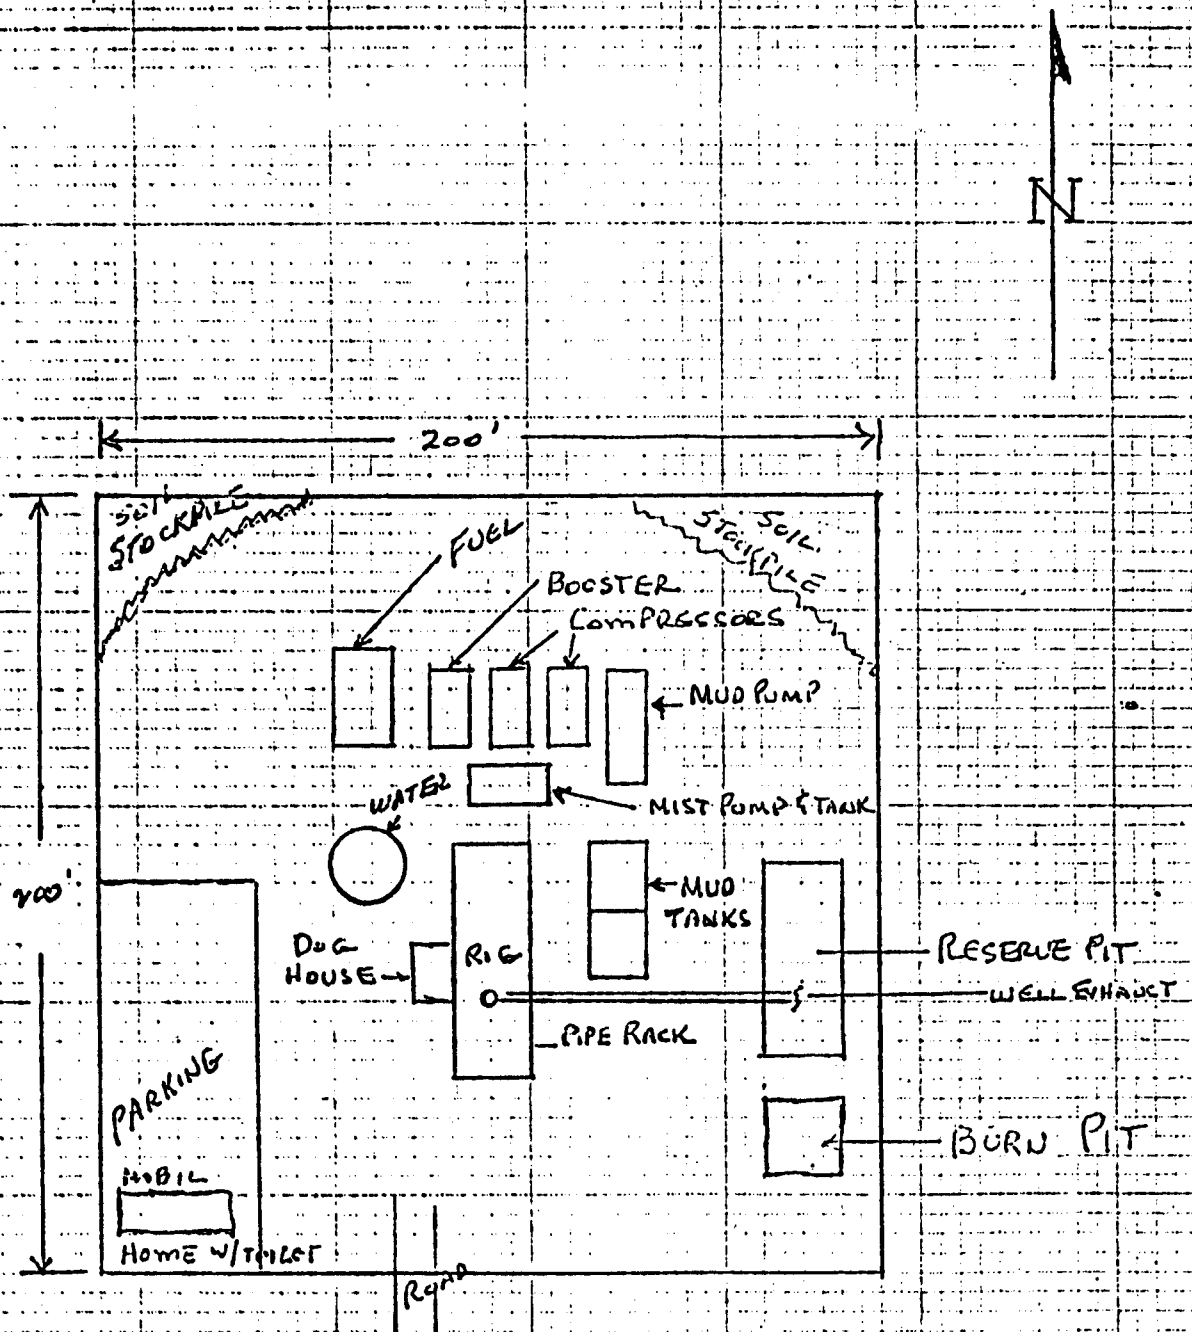 N
200'
SOIL
STOCKPILE
SOIL
STOCKPILE
FUEL
BOOSTER
COMPRESSORS
MUD PUMP
WATER
MIST PUMP & TANK
200'
MUD
TANKS
DOG
HOUSE
RIG
RESERVE PIT
WELL EXHAUST
PIPE RACK
PARKING
BURN PIT
MOBIL
HOME W/TOILET
ROAD